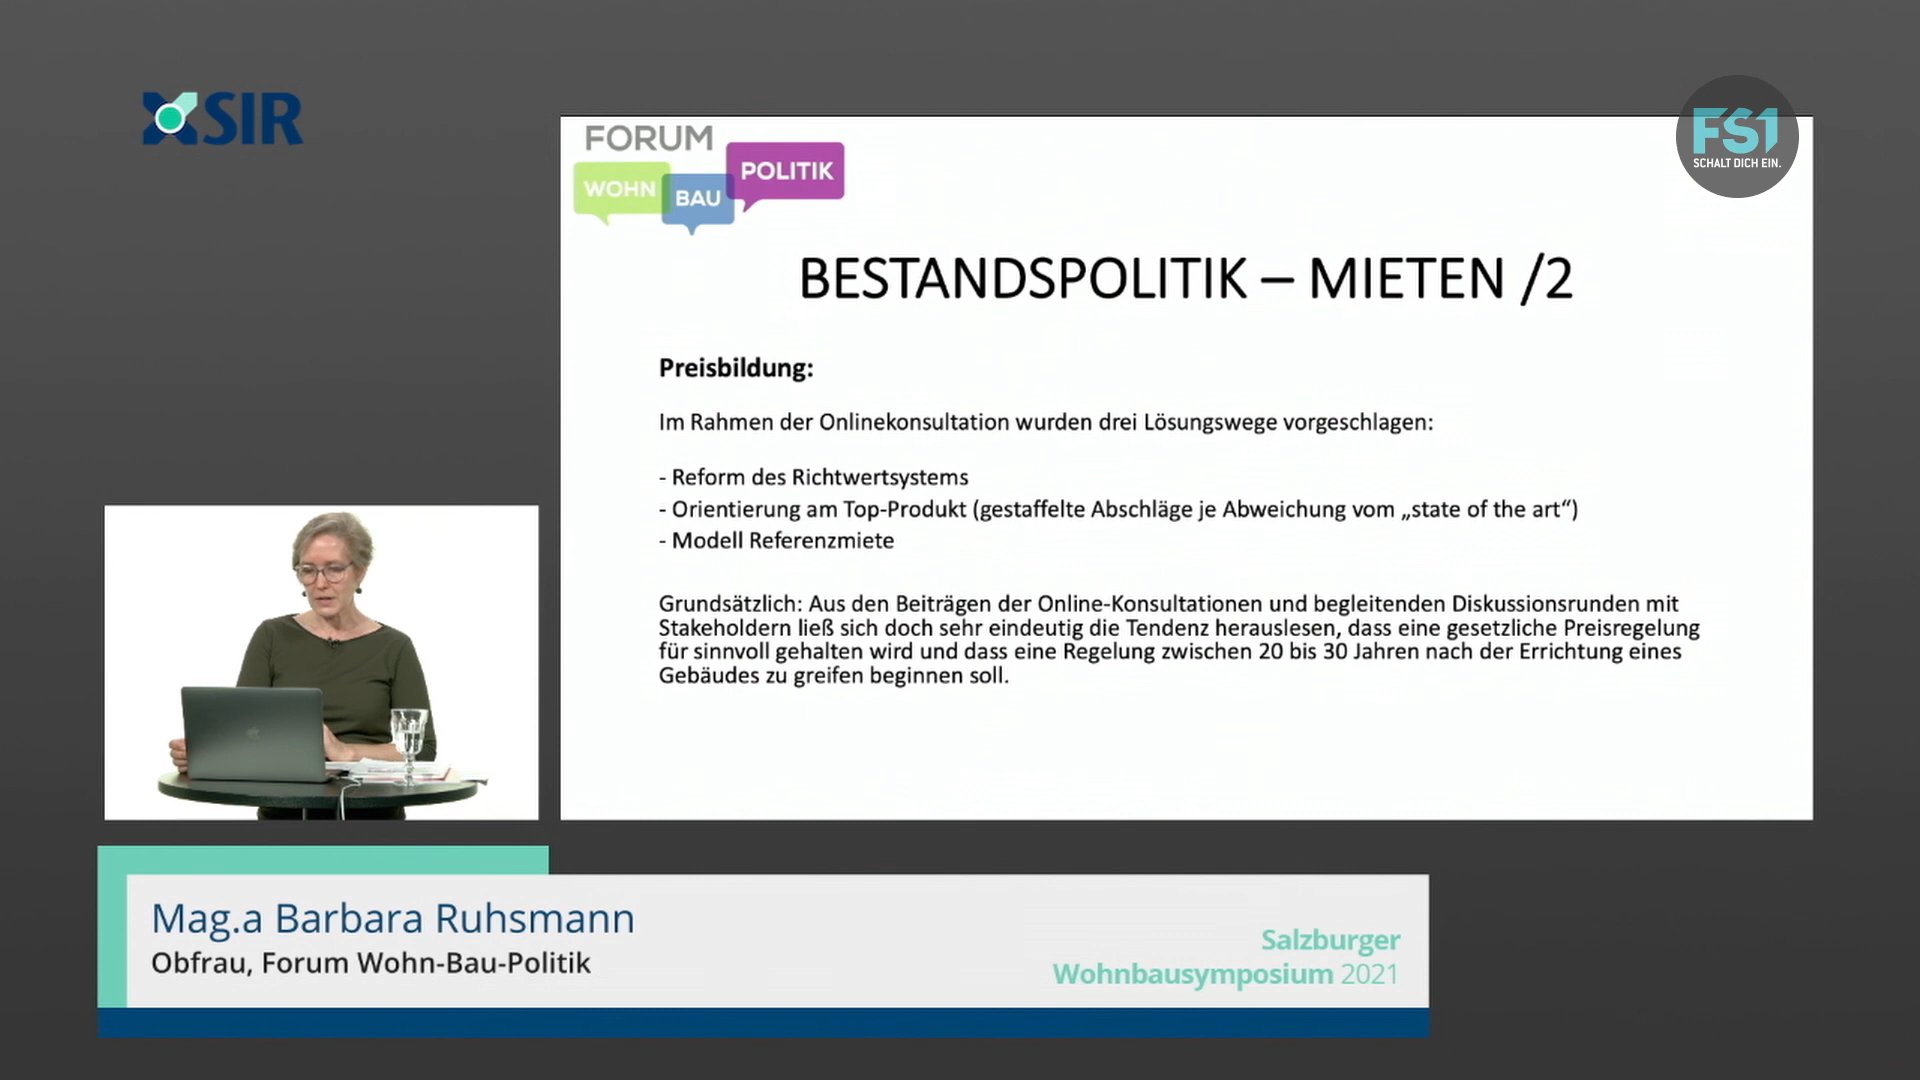 SIR
FS1
SCHALT DICH EIN.
FORUM
WOHN
BAU
POLITIK
BESTANDSPOLITIK – MIETEN /2
Preisbildung:
Im Rahmen der Onlinekonsultation wurden drei Lösungswege vorgeschlagen:
- Reform des Richtwertsystems
- Orientierung am Top-Produkt (gestaffelte Abschläge je Abweichung vom „state of the art“)
- Modell Referenzmiete
Grundsätzlich: Aus den Beiträgen der Online-Konsultationen und begleitenden Diskussionsrunden mit
Stakeholdern ließ sich doch sehr eindeutig die Tendenz herauslesen, dass eine gesetzliche Preisregelung
für sinnvoll gehalten wird und dass eine Regelung zwischen 20 bis 30 Jahren nach der Errichtung eines
Gebäudes zu greifen beginnen soll.
Mag.a Barbara Ruhsmann
Obfrau, Forum Wohn-Bau-Politik
Salzburger
Wohnbausymposium 2021